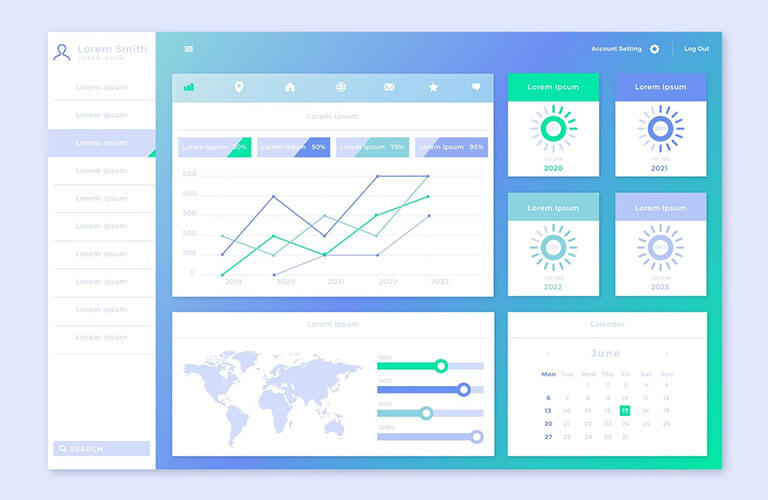 Lorem Smith
LOREM IPSUM
Lorem Ipsum
Lorem Ipsum
Lorem Ipsum
Lorem Ipsum
Lorem Ipsum
Lorem Ipsum
Lorem Ipsum
Lorem Ipsum
Lorem Ipsum
Lorem Ipsum
SEARCH
Account Setting
Log Out
Lorem Ipsum
Lorem Ipsum 30%
Lorem Ipsum 50%
Lorem Ipsum 75%
Lorem Ipsum 90%
500
400
300
200
100
0
2019 2020 2021 2022 2023
Lorem Ipsum
2020
Lorem Ipsum
2021
Lorem Ipsum
2022
Lorem Ipsum
2023
Lorem Ipsum
70%
90%
60%
100%
Calendar
‹ June ›
Mon Tue Wed Thu Fri Sat Sun
1 2 3 4 5
6 7 8 9 10 11 12
13 14 15 16 17 18 19
20 21 22 23 24 25 26
27 28 29 30 31